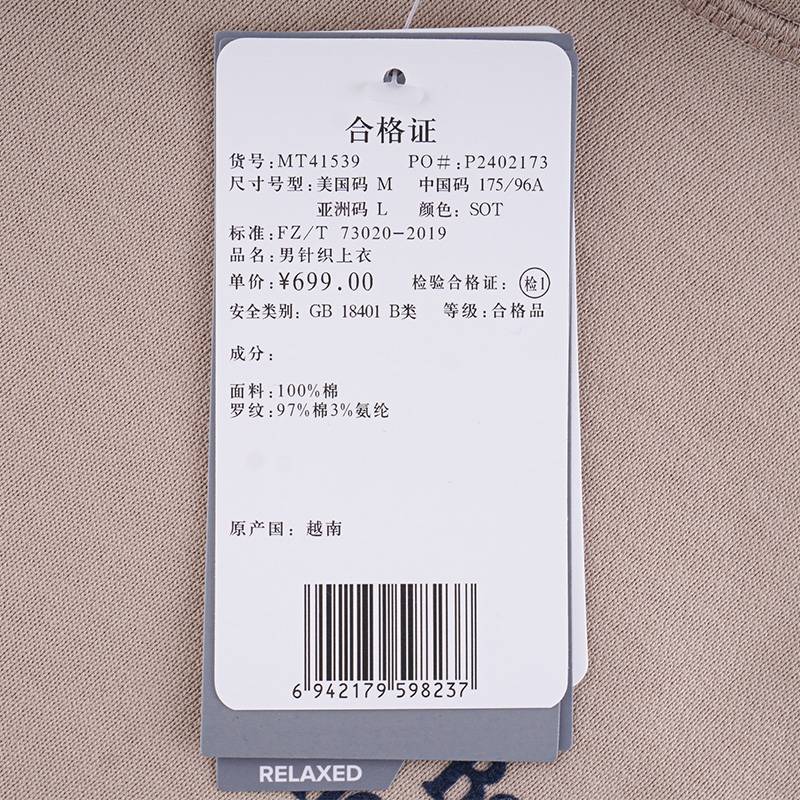 合格证
货号:MT41539 PO#:P2402173
尺寸号型:美国码 M 中国码 175/96A
亚洲码 L 颜色: SOT
标准:FZ/T 73020-2019
品名:男针织上衣
单价:¥699.00 检验合格证: 检1
安全类别: GB 18401 B类 等级:合格品
成分:
面料:100%棉
罗纹:97%棉3%氨纶
原产国: 越南
6 942179 598237
RELAXED